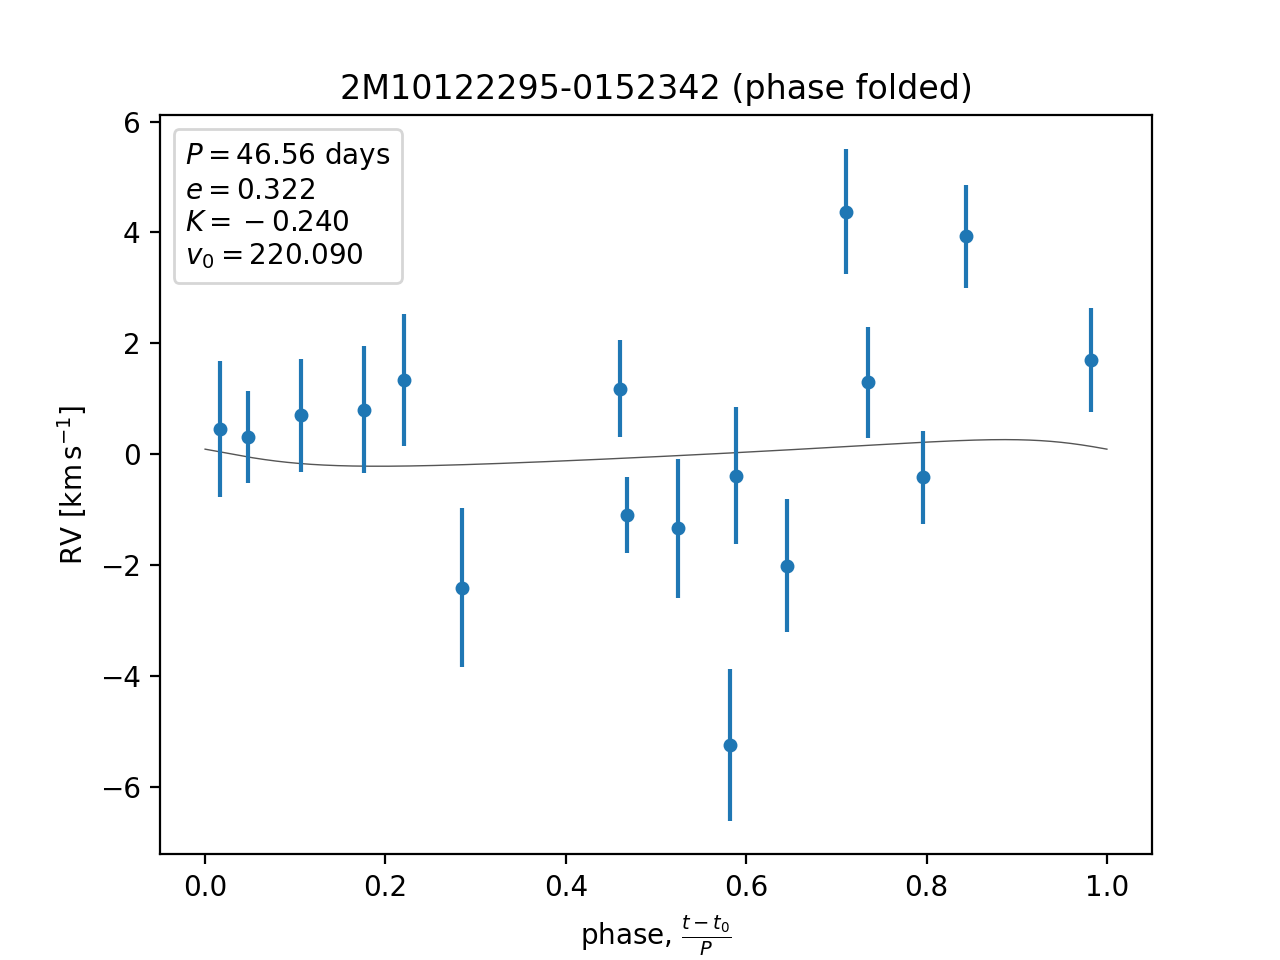 2M10122295-0152342 (phase folded)
P = 46.56 days
e = 0.322
K = −0.240
v₀ = 220.090
6
4
2
0
−2
−4
−6
RV [km s⁻¹]
0.0 0.2 0.4 0.6 0.8 1.0
phase, (t − t₀)/P